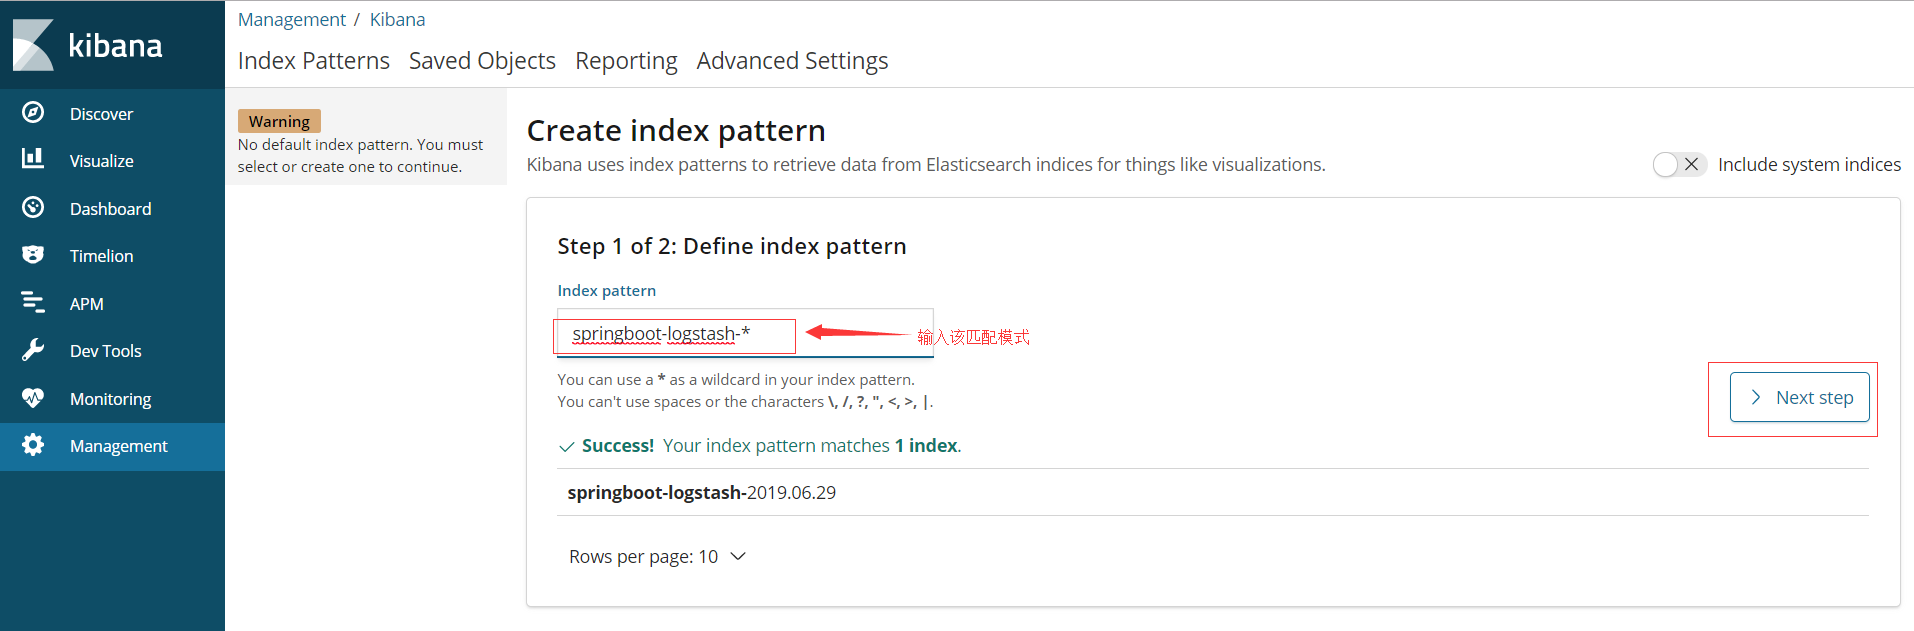 kibana
Discover
Visualize
Dashboard
Timelion
APM
Dev Tools
Monitoring
Management
Management / Kibana
Index Patterns Saved Objects Reporting Advanced Settings
Warning
No default index pattern. You must
select or create one to continue.
Create index pattern
Kibana uses index patterns to retrieve data from Elasticsearch indices for things like visualizations.
Include system indices
Step 1 of 2: Define index pattern
Index pattern
springboot-logstash-*
输入该匹配模式
You can use a * as a wildcard in your index pattern.
You can't use spaces or the characters \, /, ?, ", <, >, |.
Next step
Success! Your index pattern matches 1 index.
springboot-logstash-2019.06.29
Rows per page: 10